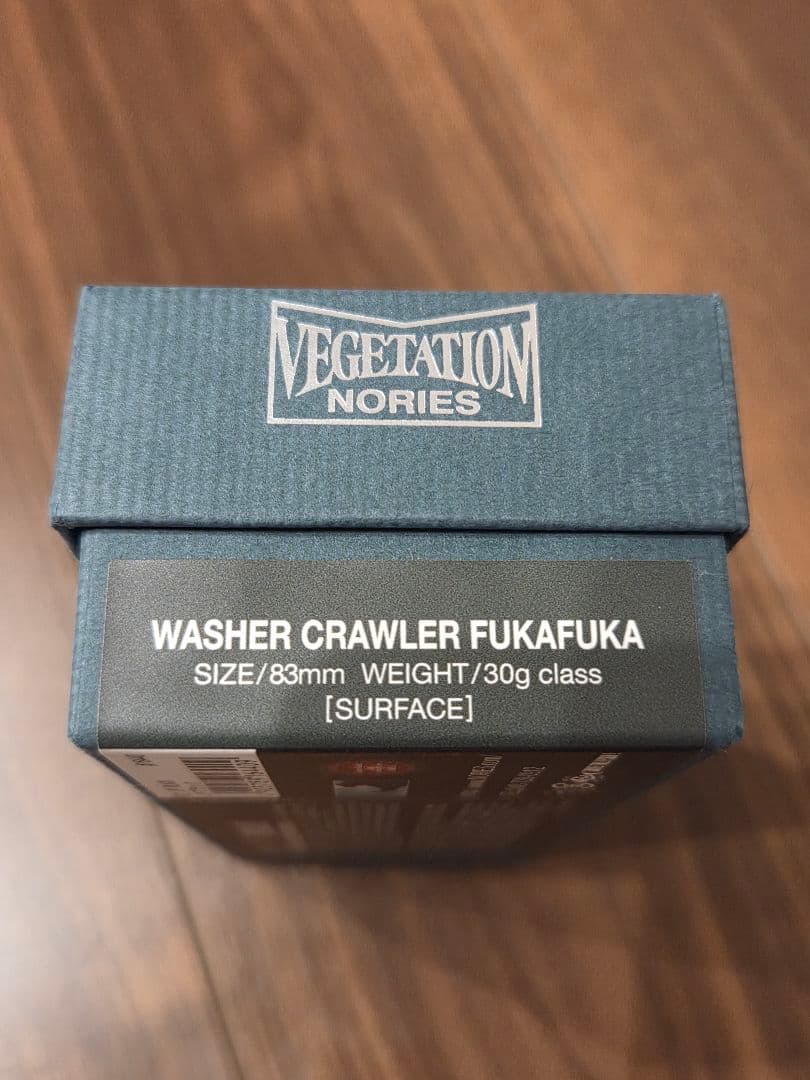 VEGETATION
NORIES
WASHER CRAWLER FUKAFUKA
SIZE/83mm WEIGHT/30g class
[SURFACE]